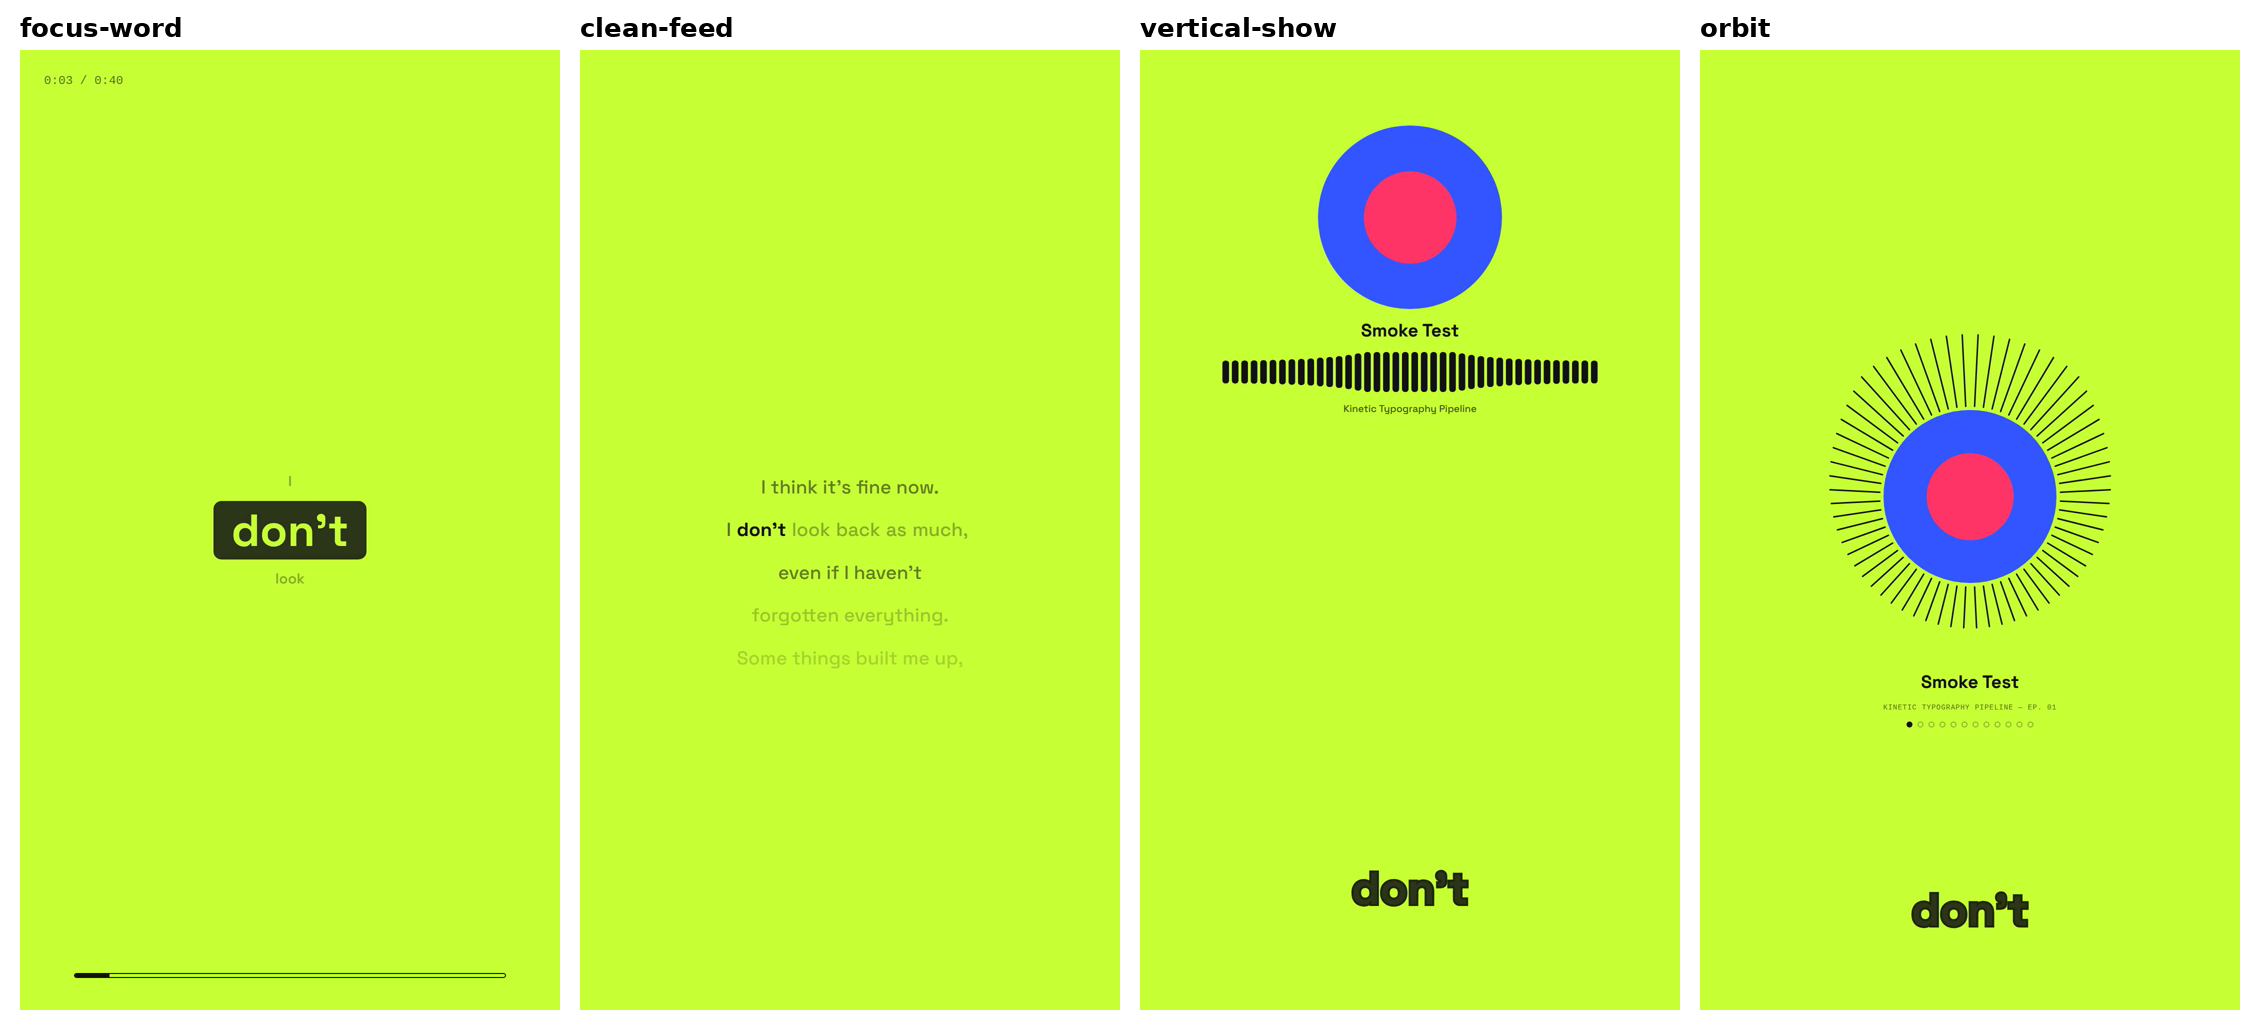 focus-word
0:03 / 0:40
I
don't
look
clean-feed
I think it's fine now.
I don't look back as much,
even if I haven't
forgotten everything.
Some things built me up,
vertical-show
Smoke Test
Kinetic Typography Pipeline
don't
orbit
Smoke Test
KINETIC TYPOGRAPHY PIPELINE — EP. 01
don't